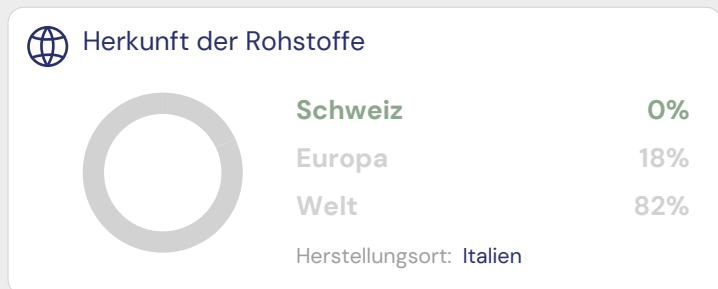 Herkunft der Rohstoffe
Schweiz 0%
Europa 18%
Welt 82%
Herstellungsort: Italien